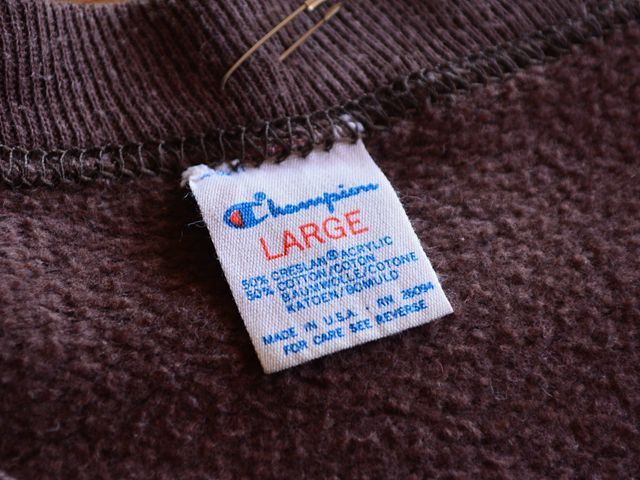 Champion
LARGE
50% CRESLAN® ACRYLIC
50% COTTON/COTON
BAUMWOLLE/COTONE
KATOEN/BOMULD
MADE IN U.S.A. RN 26094
FOR CARE SEE REVERSE